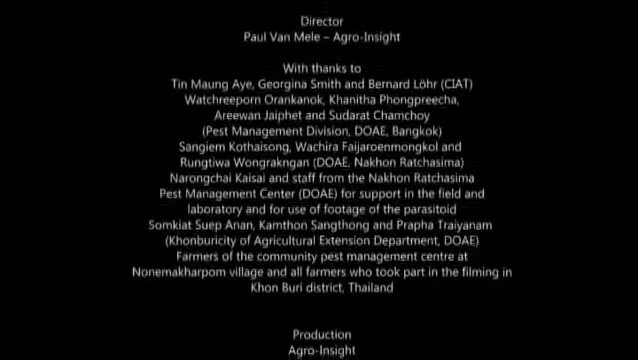 Director
Paul Van Mele – Agro-Insight
With thanks to
Tin Maung Aye, Georgina Smith and Bernard Löhr (CIAT)
Watchreeporn Orankanok, Khanitha Phongpreecha,
Areewan Jaiphet and Sudarat Chamchoy
(Pest Management Division, DOAE, Bangkok)
Sangiem Kothaisong, Wachira Faijaroenmongkol and
Rungtiwa Wongrakngan (DOAE, Nakhon Ratchasima)
Narongchai Kaisai and staff from the Nakhon Ratchasima
Pest Management Center (DOAE) for support in the field and
laboratory and for use of footage of the parasitoid
Somkiat Suep Anan, Kamthon Sangthong and Prapha Traiyanam
(Khonburicity of Agricultural Extension Department, DOAE)
Farmers of the community pest management centre at
Nonemakharpom village and all farmers who took part in the filming in
Khon Buri district, Thailand
Production
Agro-Insight